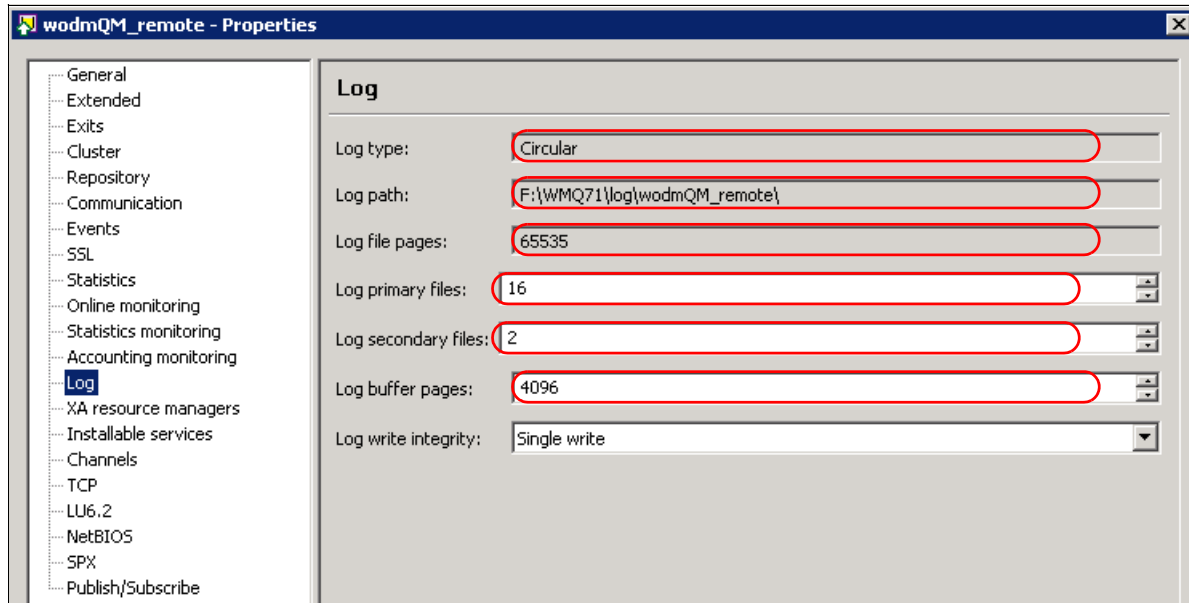 wodmQM_remote - Properties
General
Extended
Exits
Cluster
Repository
Communication
Events
SSL
Statistics
Online monitoring
Statistics monitoring
Accounting monitoring
Log
XA resource managers
Installable services
Channels
TCP
LU6.2
NetBIOS
SPX
Publish/Subscribe
Log
Log type: Circular
Log path: F:\WMQ71\log\wodmQM_remote\
Log file pages: 65535
Log primary files: 16
Log secondary files: 2
Log buffer pages: 4096
Log write integrity: Single write